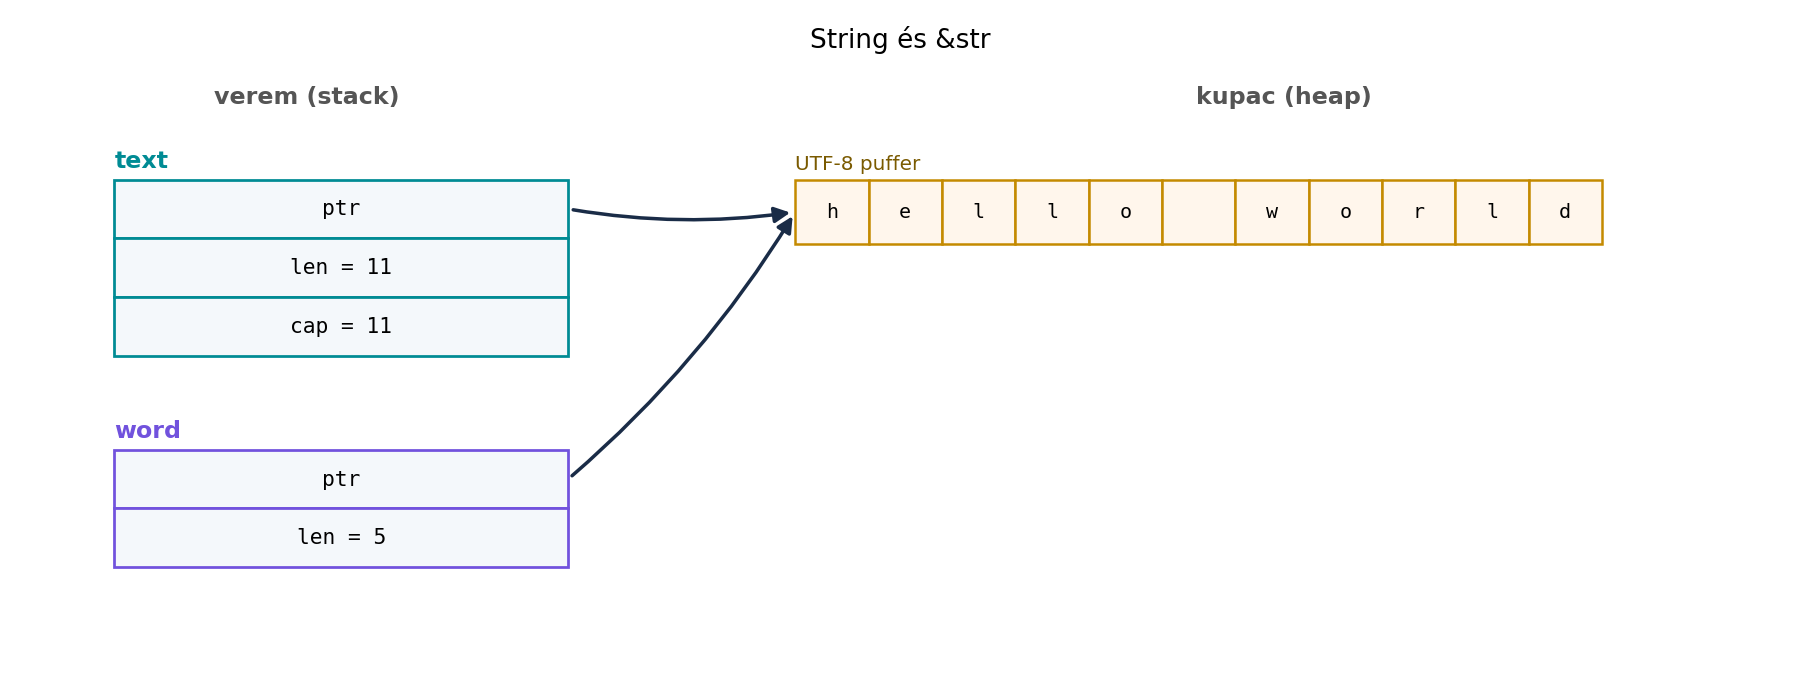 String és &str
verem (stack)
kupac (heap)
text
ptr
len = 11
cap = 11
UTF-8 puffer
h e l l o   w o r l d
word
ptr
len = 5